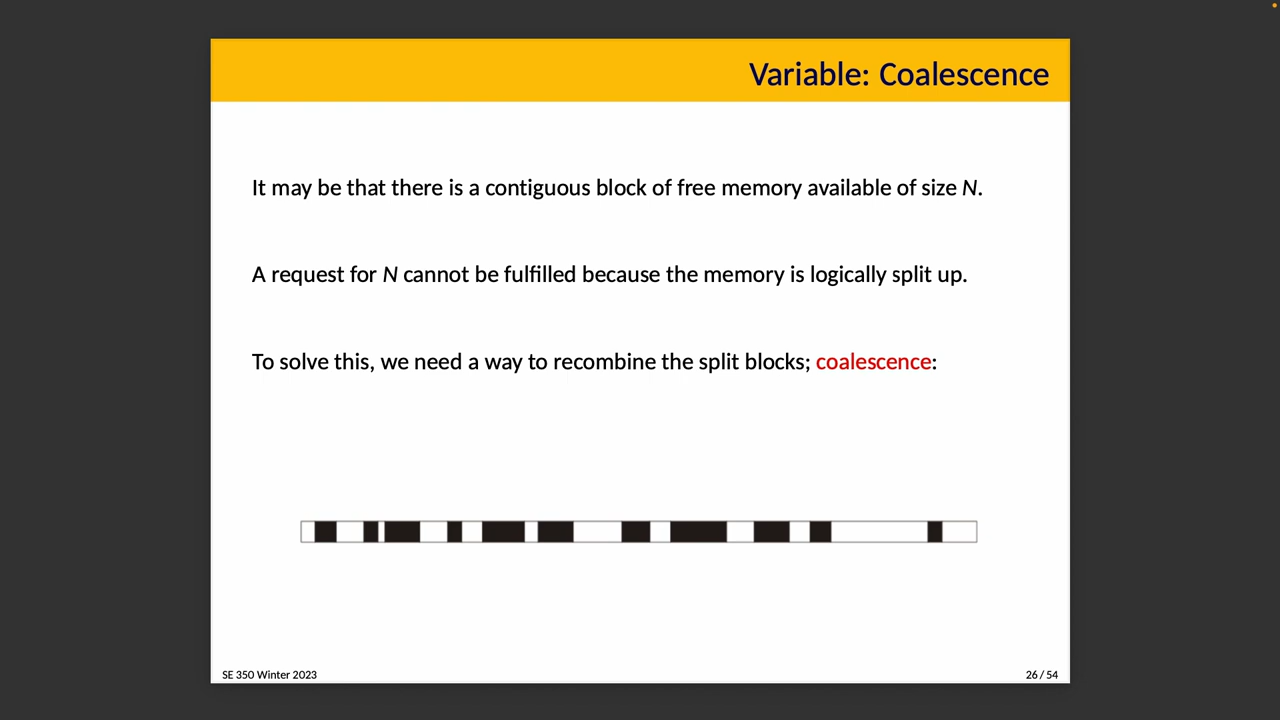 Variable: Coalescence
It may be that there is a contiguous block of free memory available of size N.
A request for N cannot be fulfilled because the memory is logically split up.
To solve this, we need a way to recombine the split blocks; coalescence:
SE 350 Winter 2023
26 / 54